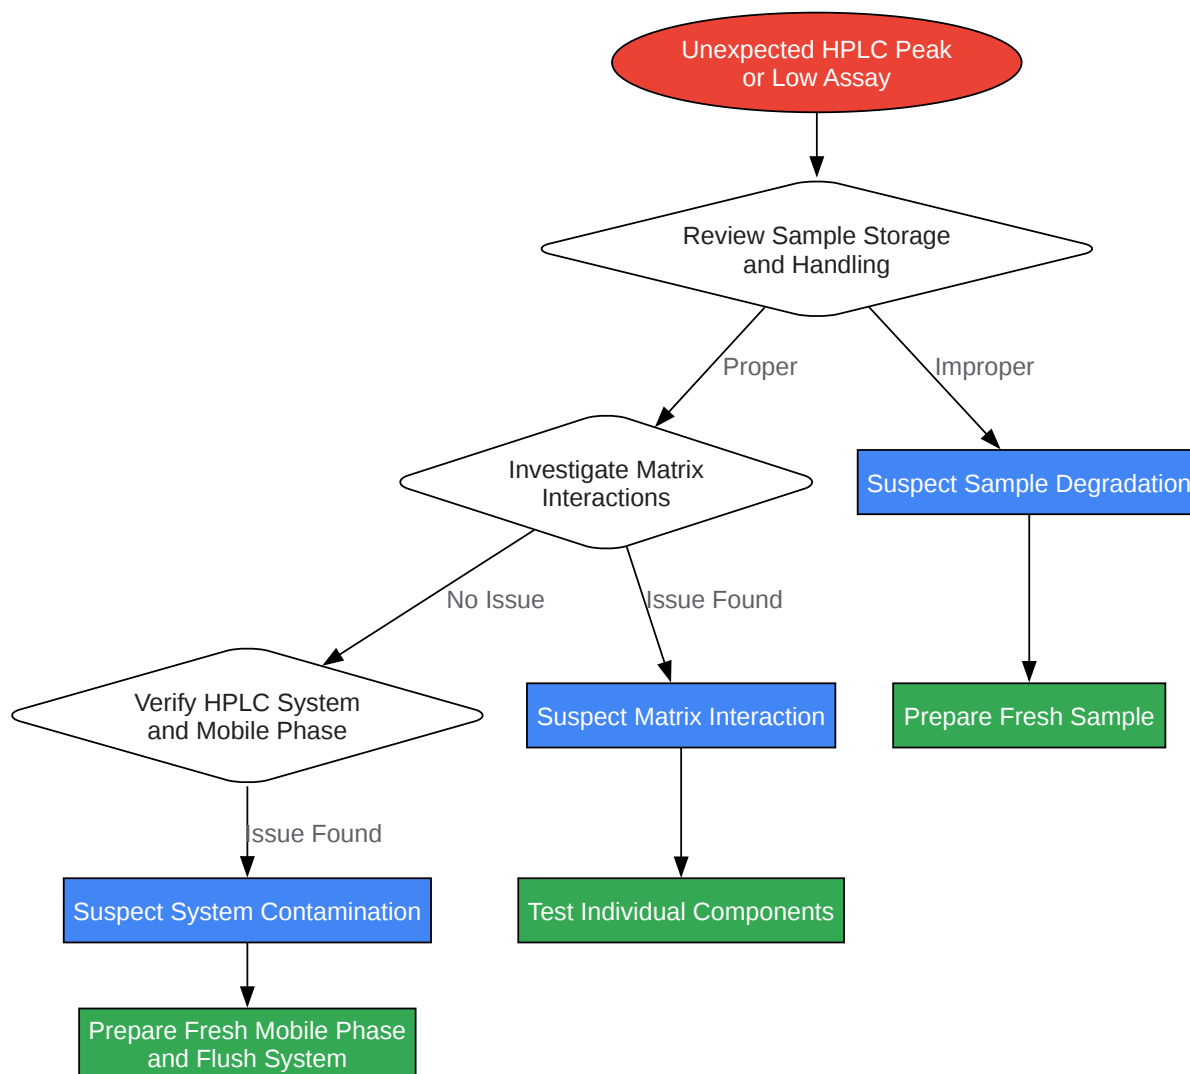 Unexpected HPLC Peak
or Low Assay
Review Sample Storage
and Handling
Proper
Improper
Investigate Matrix
Interactions
Suspect Sample Degradation
No Issue
Issue Found
Verify HPLC System
and Mobile Phase
Suspect Matrix Interaction
Prepare Fresh Sample
Issue Found
Suspect System Contamination
Test Individual Components
Prepare Fresh Mobile Phase
and Flush System